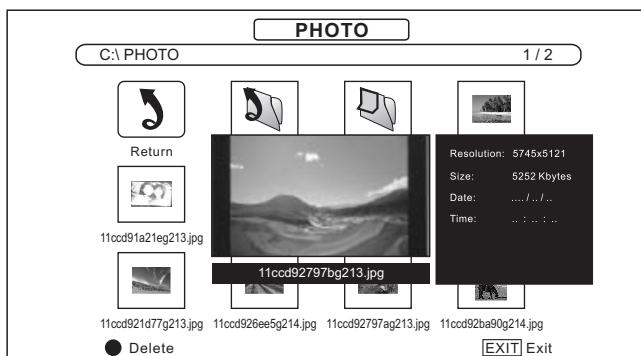 PHOTO
C:\ PHOTO 1 / 2
Return
Resolution: 5745x5121
Size: 5252 Kbytes
Date: .... / .. / ..
Time: .. : .. : ..
11ccd91a21eg213.jpg
11ccd92797bg213.jpg
11ccd921d77g213.jpg 11ccd926ee5g214.jpg 11ccd92797ag213.jpg 11ccd92ba90g214.jpg
Delete EXIT Exit